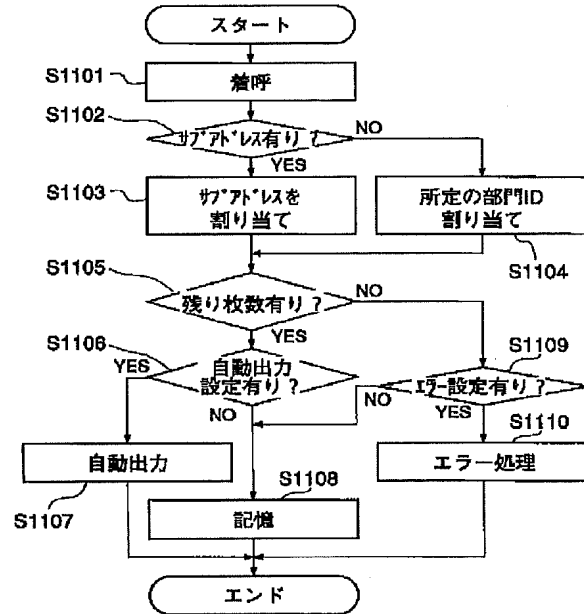 スタート
S1101
着呼
S1102
サブアドレス有り?
NO
YES
S1103
サブアドレスを
割り当て
所定の部門ID
割り当て
S1104
S1105
残り枚数有り?
NO
YES
S1106
YES
自動出力
設定有り?
NO
S1109
エラー設定有り?
NO
YES
自動出力
S1107
S1108
記憶
S1110
エラー処理
エンド